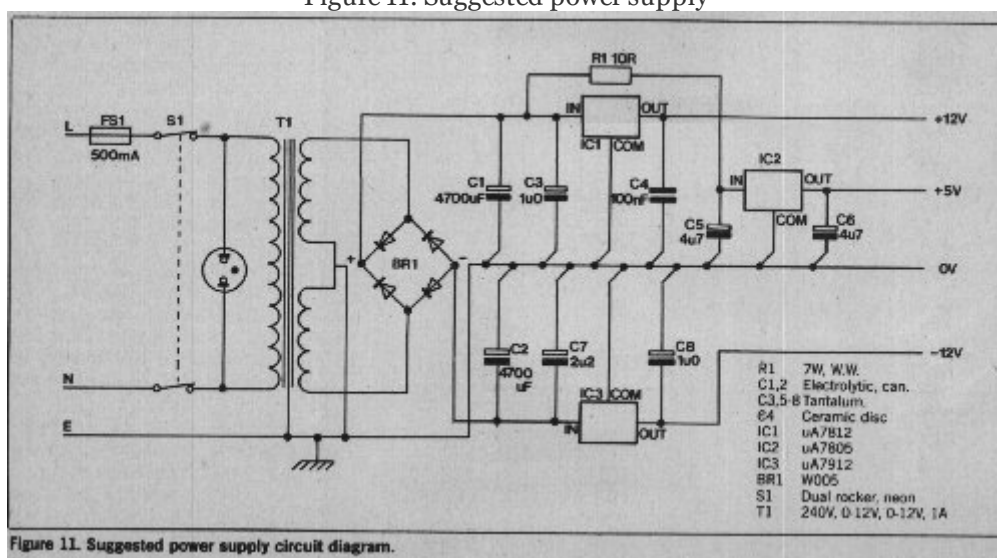 Figure 11. Suggested power supply
R1 10R
FS1 S1 T1
L
500mA
IN OUT
IC1 COM
+12V
IC2
IN OUT
COM
+5V
C1
4700uF
C3
1u0
C4
100nF
C5
4u7
C6
4u7
+ BR1 -
0V
N
E
C2
4700
uF
C7
2u2
C8
1u0
IC3 COM
IN OUT
-12V
R1 7W, W.W.
C1,2 Electrolytic, can.
C3,5-8 Tantalum,
C4 Ceramic disc
IC1 uA7812
IC2 uA7805
IC3 uA7912
BR1 W005
S1 Dual rocker, neon
T1 240V, 0-12V, 0-12V, 1A
Figure 11. Suggested power supply circuit diagram.